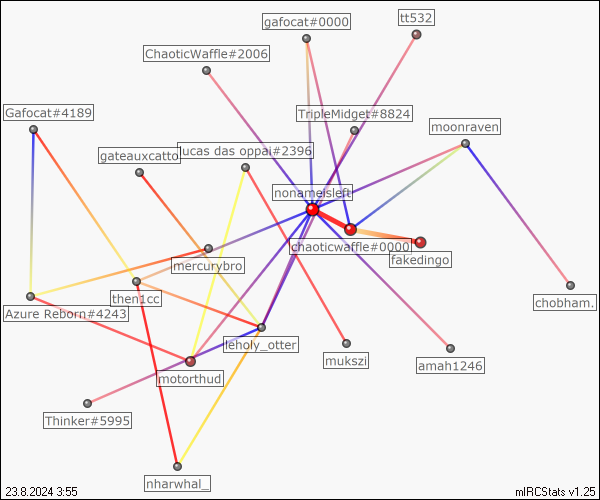 tt532
gafocat#0000
ChaoticWaffle#2006
Gafocat#4189
TripleMidget#8824
moonraven
gateauxcatto
lucas das oppai#2396
nonameisleft
chaoticwaffle#0000
fakedingo
mercurybro
then1cc
chobham.
Azure Reborn#4243
leholy_otter
mukszi
amah1246
motorthud
Thinker#5995
nharwhal_
23.8.2024 3:55
mIRCStats v1.25